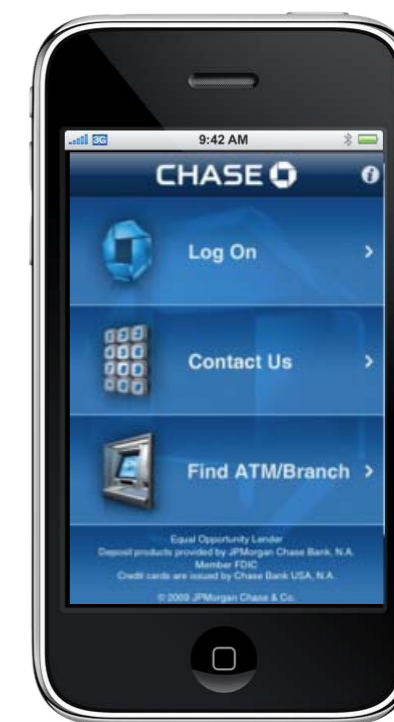 3G 9:42 AM
CHASE i
Log On
Contact Us
Find ATM/Branch
Equal Opportunity Lender
Deposit products provided by JPMorgan Chase Bank, N.A.
Member FDIC
Credit cards are issued by Chase Bank USA, N.A.
© 2009 JPMorgan Chase & Co.